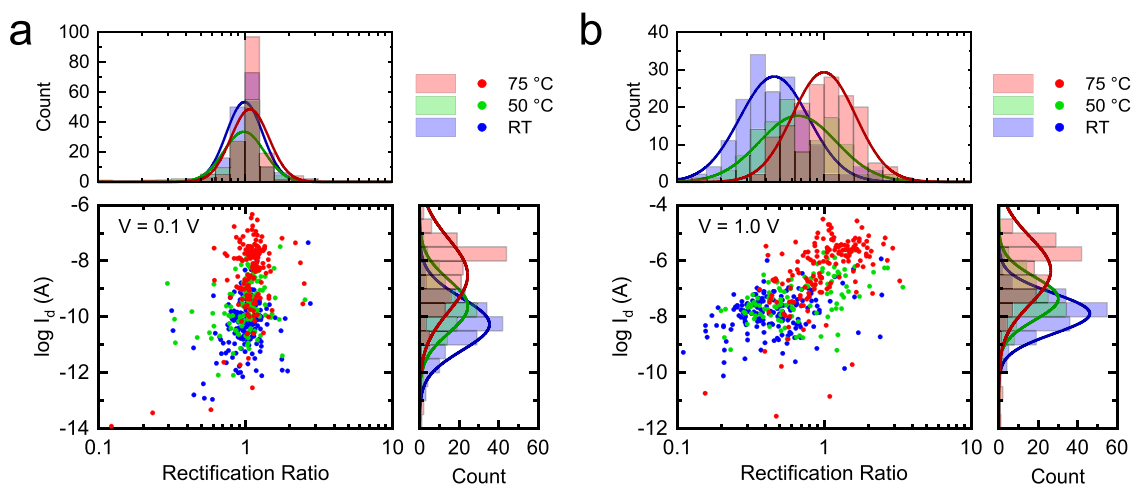 a
100
80
60
40
20
0
Count
75 °C
50 °C
RT
-6
-8
-10
-12
-14
log I_d (A)
V = 0.1 V
0.1 1 10
Rectification Ratio
0 20 40 60
Count
b
40
30
20
10
0
Count
75 °C
50 °C
RT
-4
-6
-8
-10
-12
log I_d (A)
V = 1.0 V
0.1 1 10
Rectification Ratio
0 20 40 60
Count